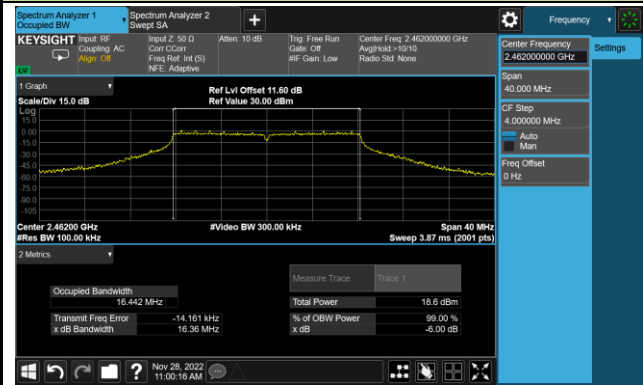 Spectrum Analyzer 1
Occupied BW
Spectrum Analyzer 2
Swept SA
Frequency
KEYSIGHT
Input: RF
Coupling: AC
Align: Off
Input Z: 50 Ω
Corr CCorr
Freq Ref: Int (S)
NFE: Adaptive
Atten: 10 dB
Trig: Free Run
Gate: Off
#IF Gain: Low
Center Freq: 2.462000000 GHz
Avg|Hold:>10/10
Radio Std: None
Center Frequency
2.462000000 GHz
Settings
Span
40.000 MHz
CF Step
4.000000 MHz
Auto
Man
Freq Offset
0 Hz
1 Graph
Scale/Div 15.0 dB
Ref Lvl Offset 11.60 dB
Ref Value 30.00 dBm
Log
15.0
0.00
-15.0
-30.0
-45.0
-60.0
-75.0
-90.0
-105
Center 2.46200 GHz
#Video BW 300.00 kHz
Span 40 MHz
#Res BW 100.00 kHz
Sweep 3.87 ms (2001 pts)
2 Metrics
Measure Trace
Trace 1
Occupied Bandwidth
16.442 MHz
Total Power
18.6 dBm
Transmit Freq Error
-14.161 kHz
% of OBW Power
99.00 %
x dB Bandwidth
16.36 MHz
x dB
-6.00 dB
Nov 28, 2022
11:00:16 AM